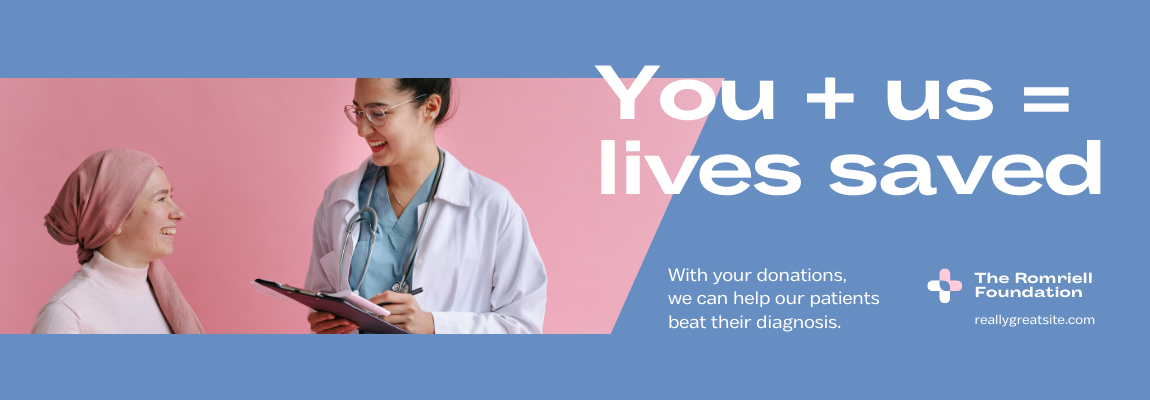 You + us =
lives saved
With your donations,
we can help our patients
beat their diagnosis.
The Romriell
Foundation
reallygreatsite.com